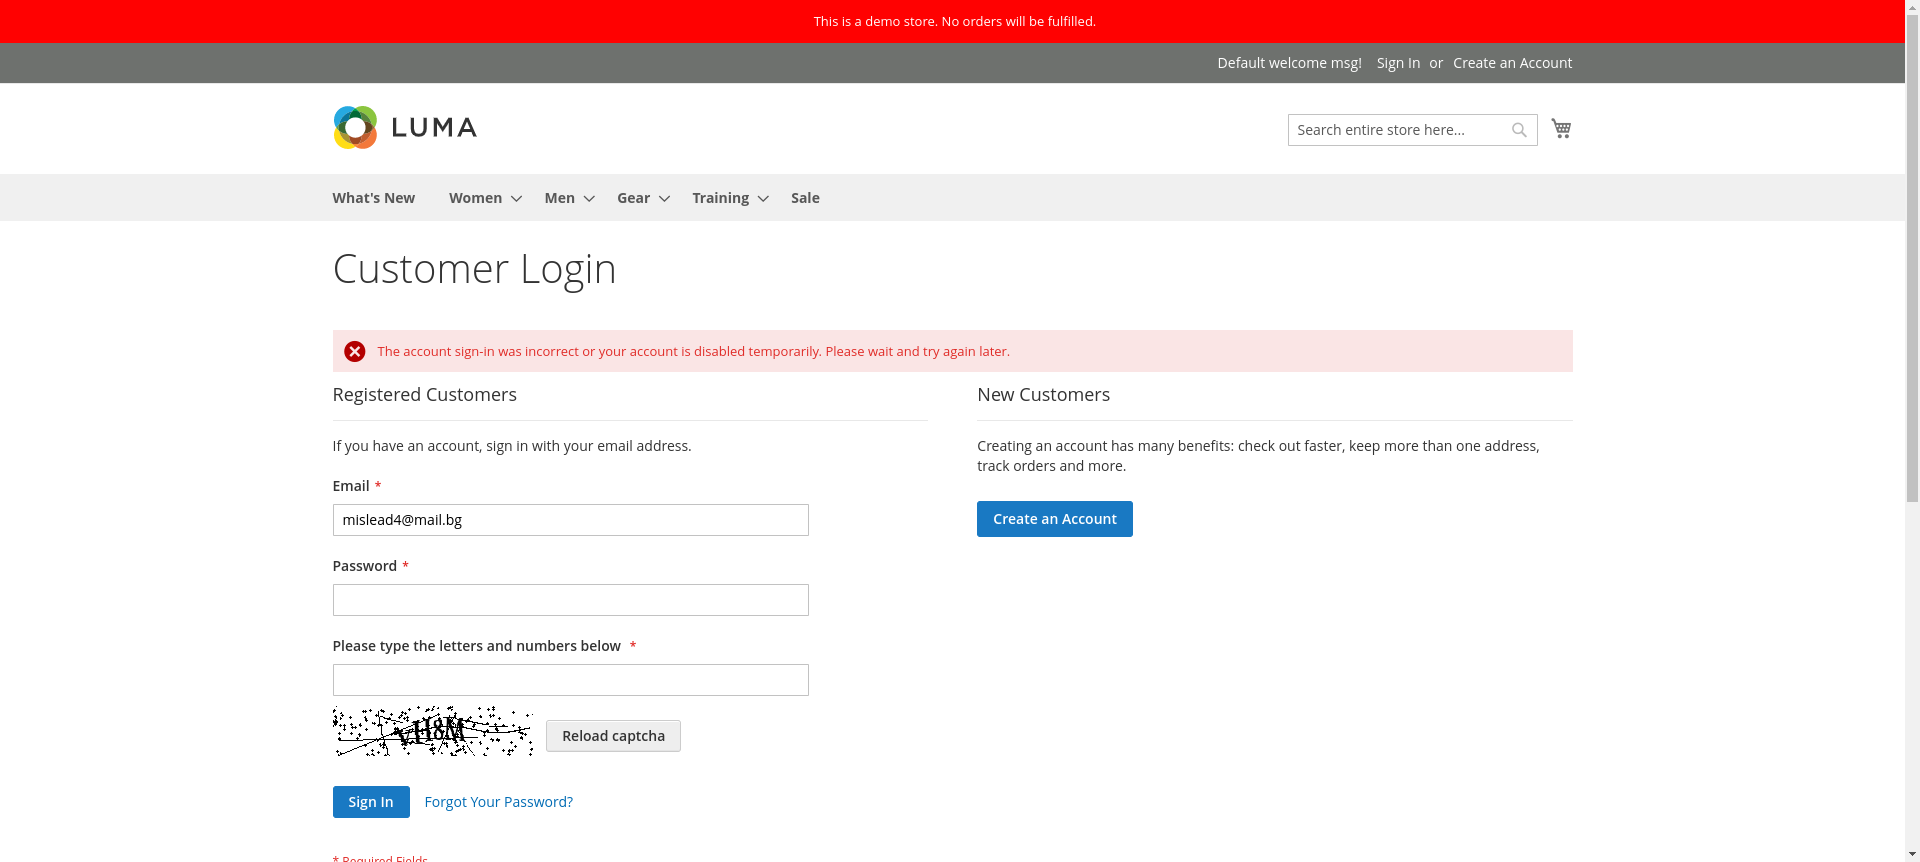 This is a demo store. No orders will be fulfilled.
Default welcome msg! Sign In or Create an Account
LUMA
Search entire store here...
What's New Women Men Gear Training Sale
Customer Login
The account sign-in was incorrect or your account is disabled temporarily. Please wait and try again later.
Registered Customers
If you have an account, sign in with your email address.
Email *
mislead4@mail.bg
Password *
Please type the letters and numbers below *
Reload captcha
Sign In Forgot Your Password?
* Required Fields
New Customers
Creating an account has many benefits: check out faster, keep more than one address,
track orders and more.
Create an Account